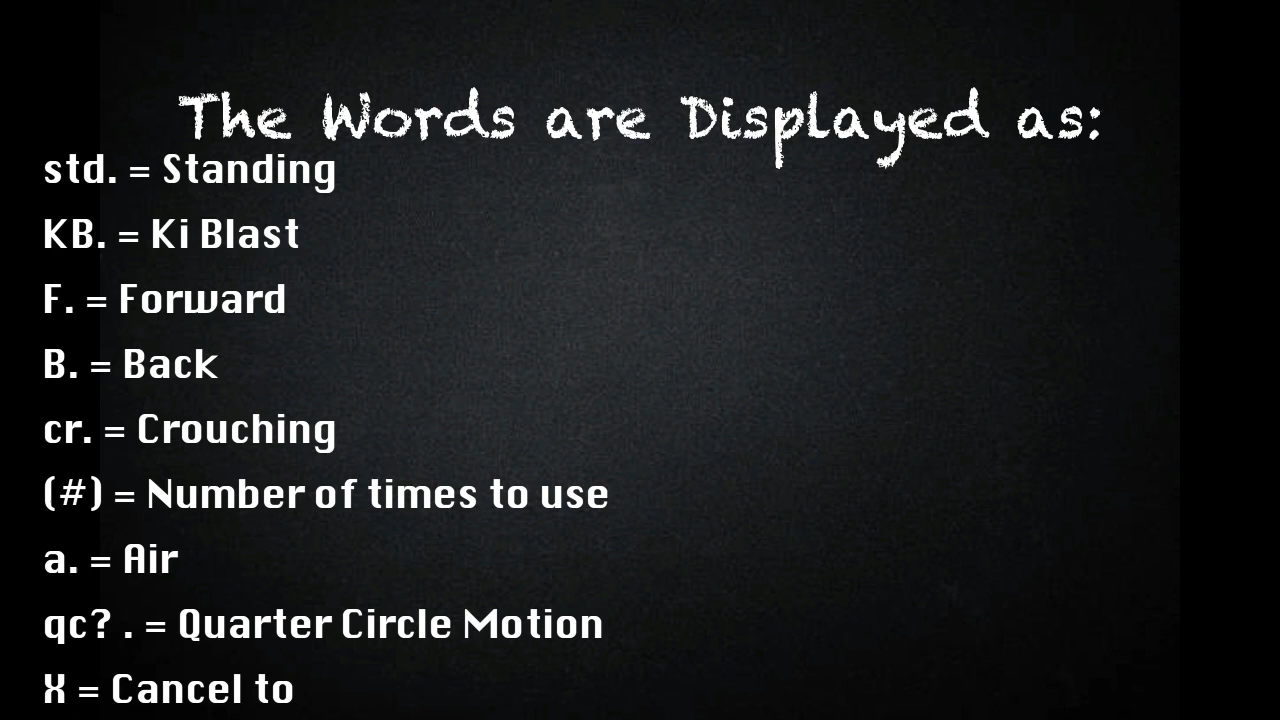 The Words are Displayed as:
std. = Standing
KB. = Ki Blast
F. = Forward
B. = Back
cr. = Crouching
(#) = Number of times to use
a. = Air
qc? . = Quarter Circle Motion
X = Cancel to